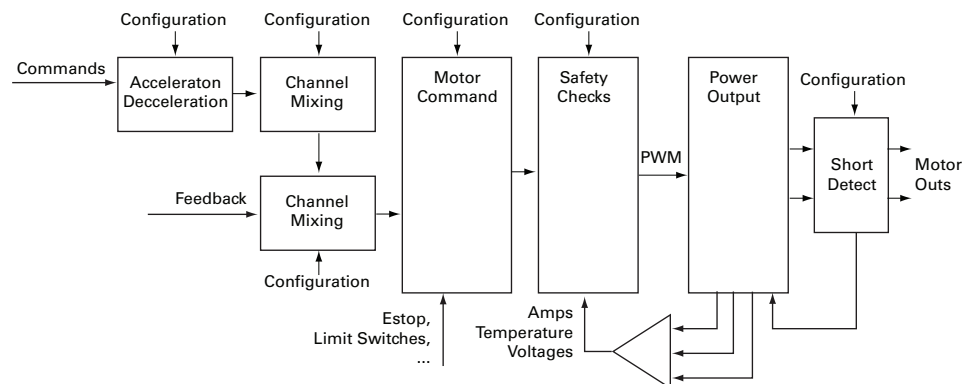 Configuration
Configuration
Configuration
Configuration
Commands
Acceleraton
Decceleration
Channel
Mixing
Motor
Command
Safety
Checks
Power
Output
Configuration
PWM
Short
Detect
Motor
Outs
Feedback
Channel
Mixing
Configuration
Estop,
Limit Switches,
...
Amps
Temperature
Voltages